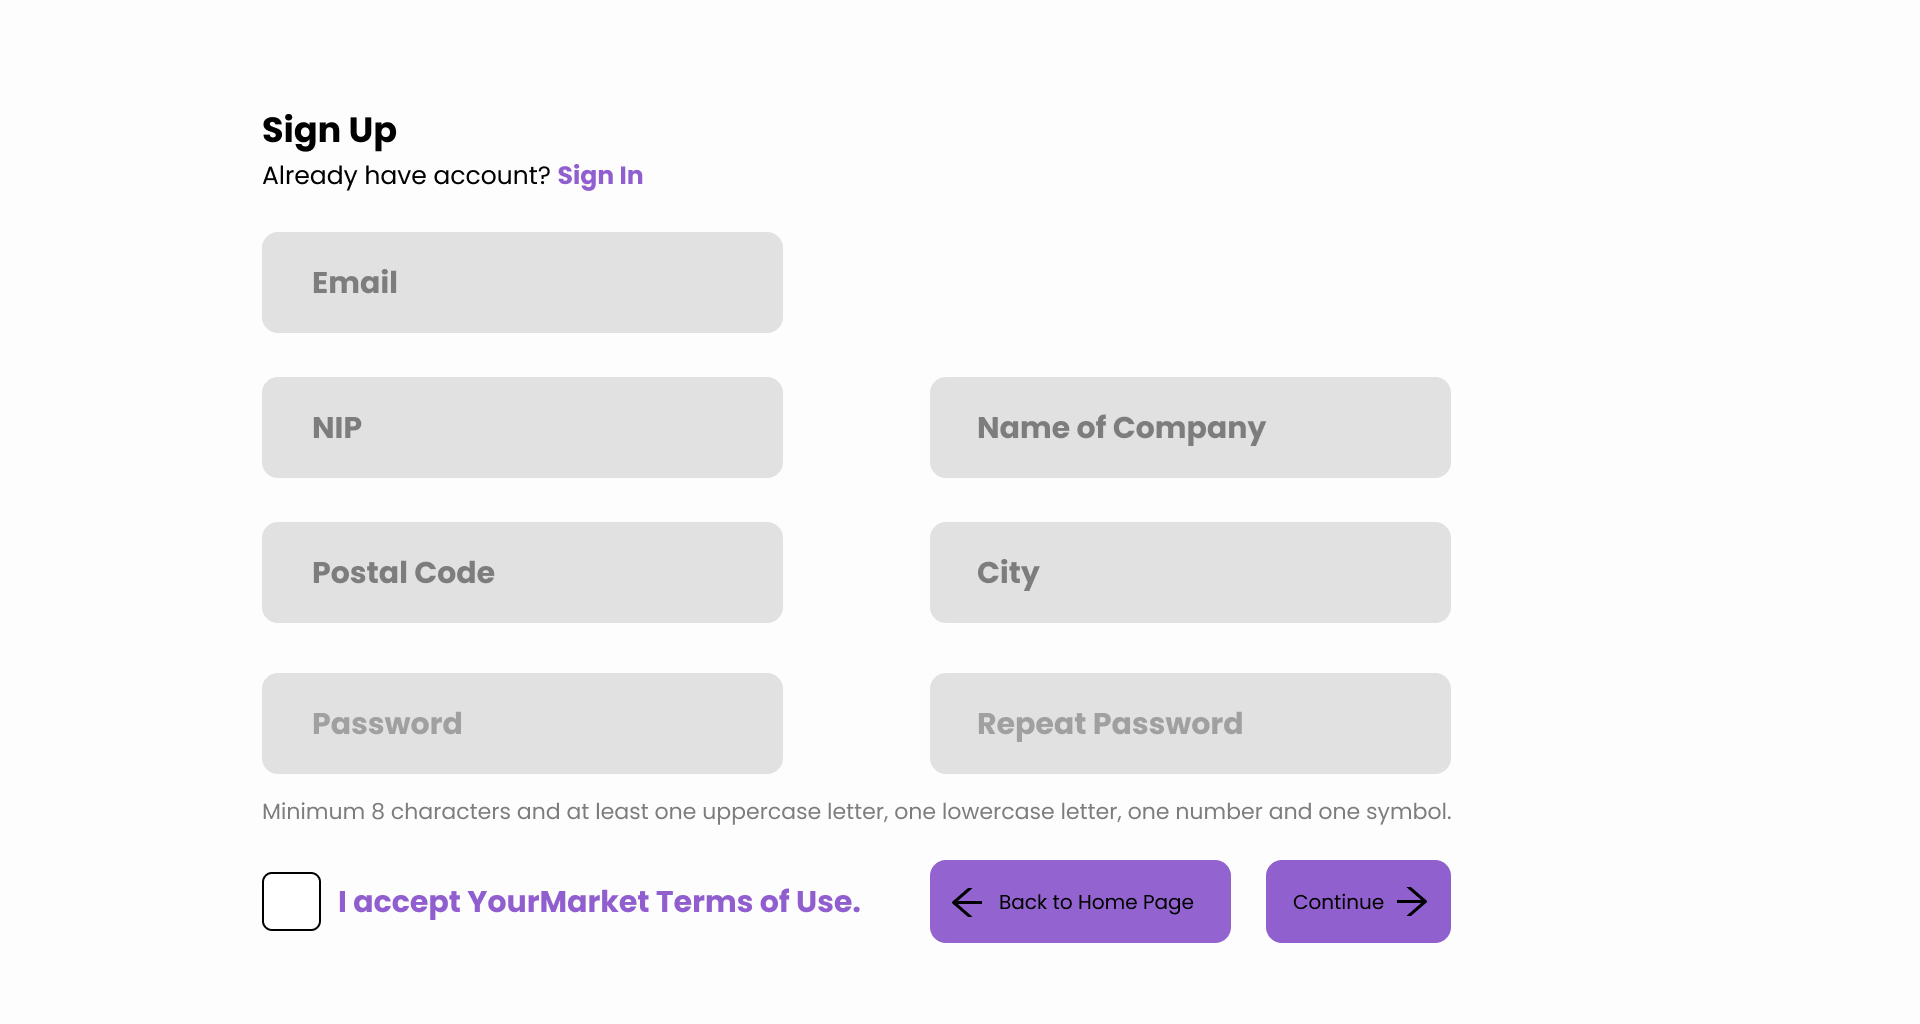 Sign Up
Already have account? Sign In
Email
NIP
Name of Company
Postal Code
City
Password
Repeat Password
Minimum 8 characters and at least one uppercase letter, one lowercase letter, one number and one symbol.
I accept YourMarket Terms of Use.
Back to Home Page
Continue